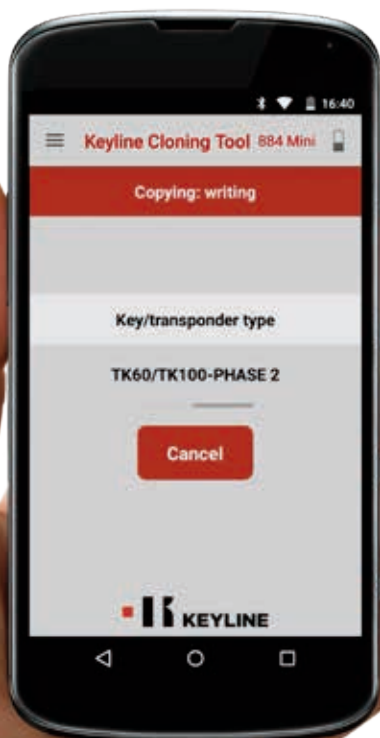 16:40
Keyline Cloning Tool 884 Mini
Copying: writing
Key/transponder type
TK60/TK100-PHASE 2
Cancel
KEYLINE